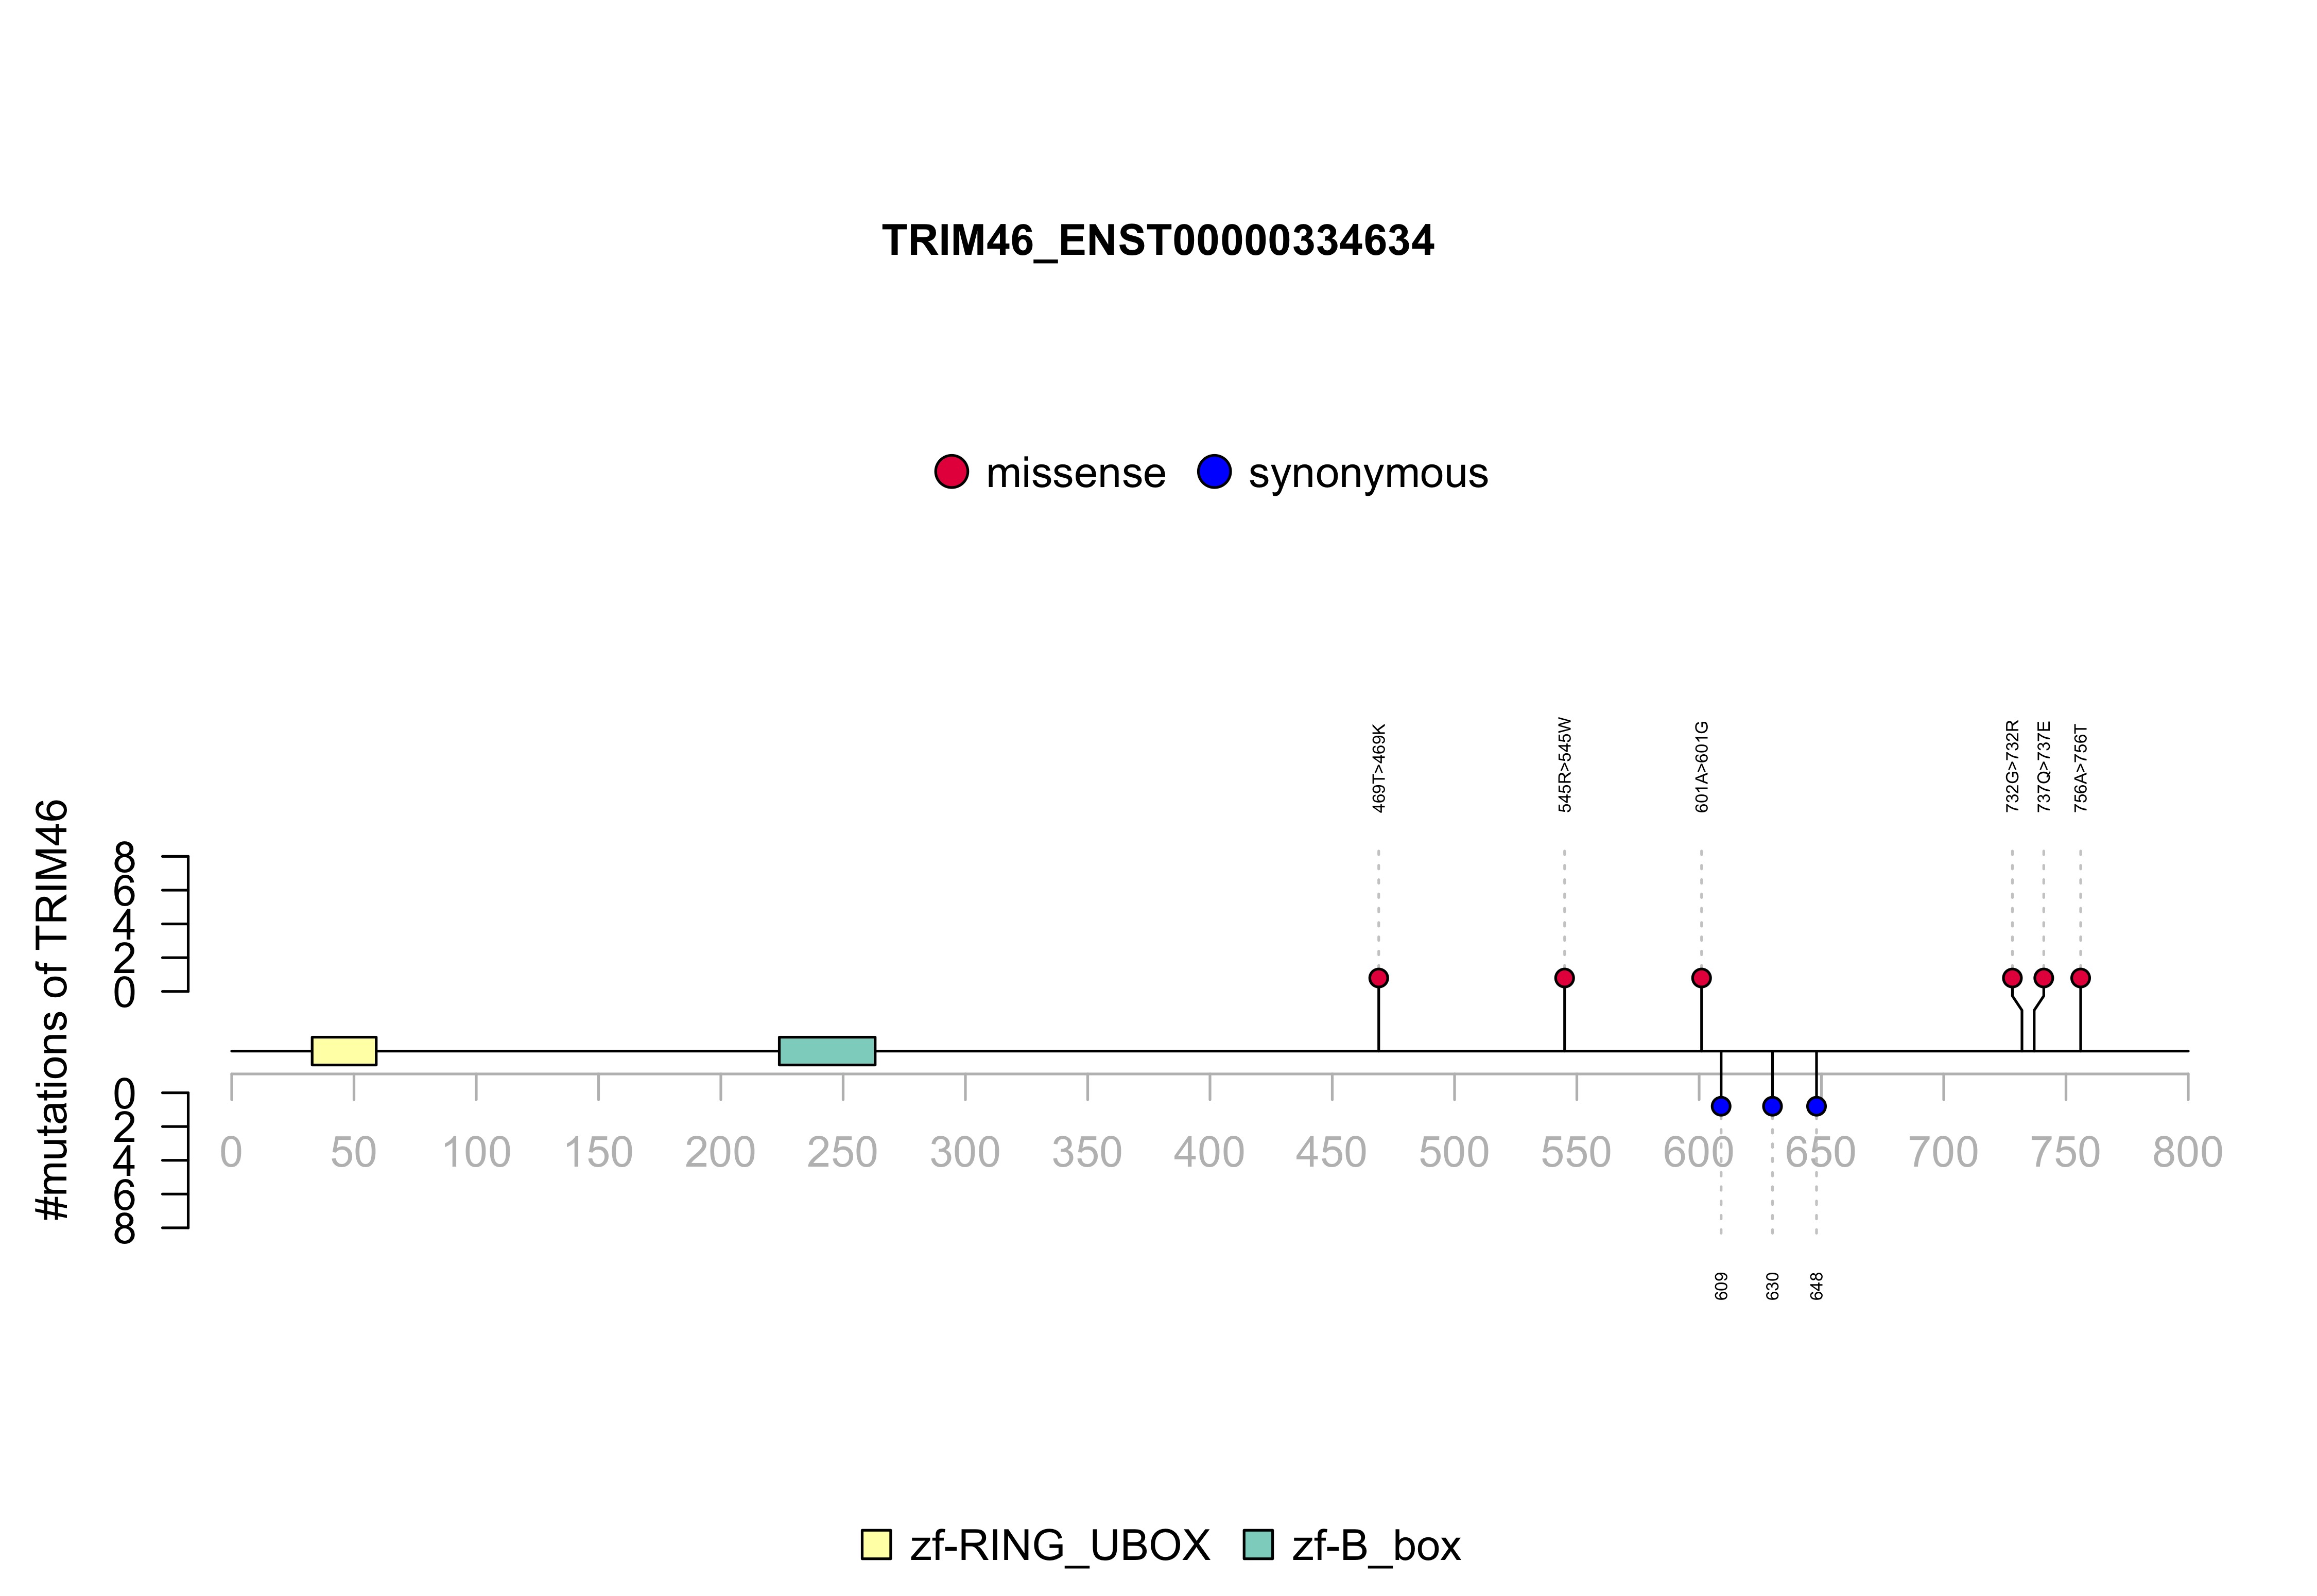 TRIM46_ENST00000334634
missense synonymous
469T>469K 545R>545W 601A>601G 732G>732R 737Q>737E 756A>756T
#mutations of TRIM46
8
6
4
2
0
0
2
4
6
8
0 50 100 150 200 250 300 350 400 450 500 550 600 650 700 750 800
609 630 648
zf-RING_UBOX zf-B_box